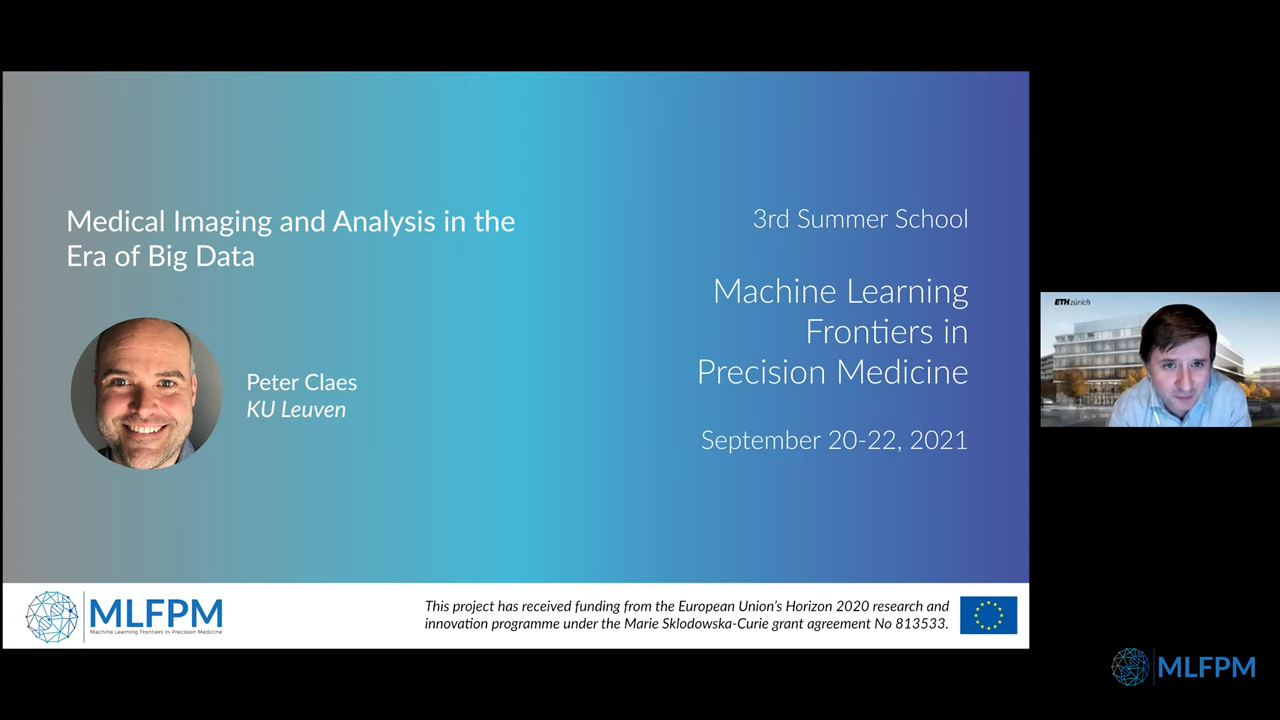 Medical Imaging and Analysis in the
Era of Big Data
Peter Claes
KU Leuven
3rd Summer School
Machine Learning
Frontiers in
Precision Medicine
September 20-22, 2021
MLFPM
Machine Learning Frontiers in Precision Medicine
This project has received funding from the European Union's Horizon 2020 research and
innovation programme under the Marie Sklodowska-Curie grant agreement No 813533.
ETH zürich
MLFPM